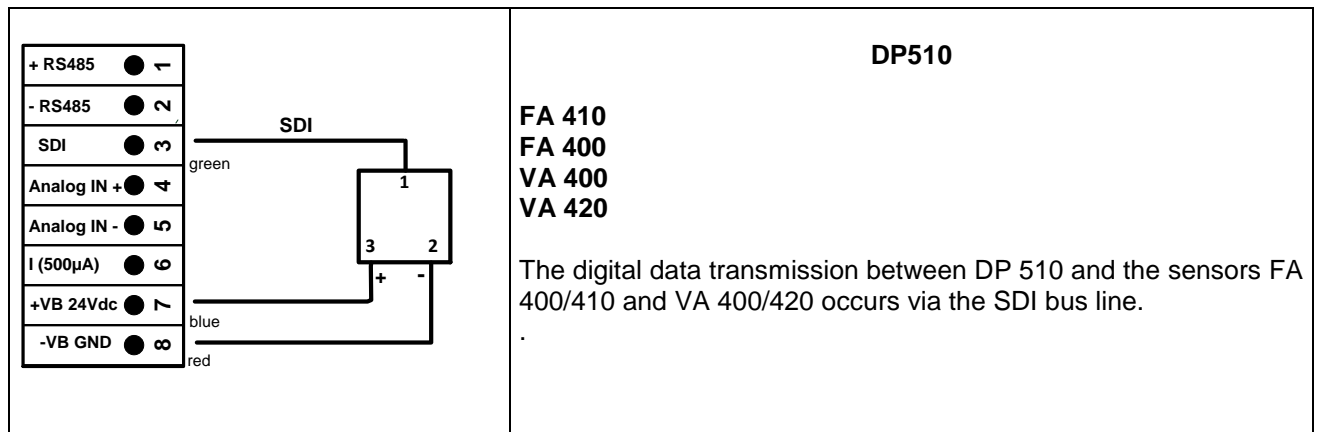 + RS485 1
- RS485 2
SDI 3
Analog IN + 4
Analog IN - 5
I (500µA) 6
+VB 24Vdc 7
-VB GND 8
SDI
green
1
3 2
+ -
blue
red
DP510
FA 410
FA 400
VA 400
VA 420
The digital data transmission between DP 510 and the sensors FA
400/410 and VA 400/420 occurs via the SDI bus line.
.